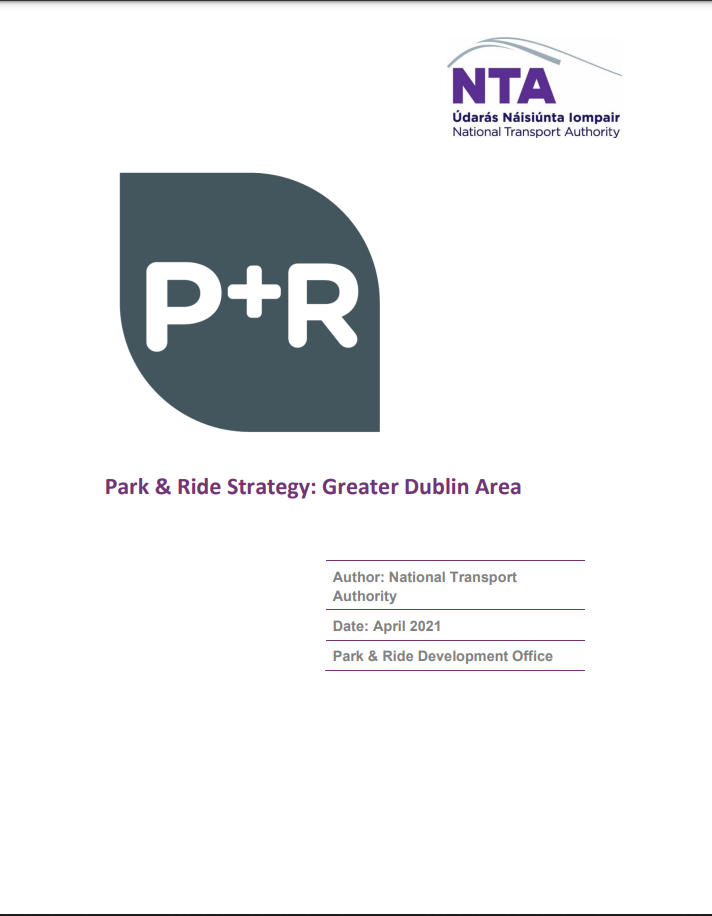 NTA
Údarás Náisiúnta Iompair
National Transport Authority
P+R
Park & Ride Strategy: Greater Dublin Area
Author: National Transport
Authority
Date: April 2021
Park & Ride Development Office